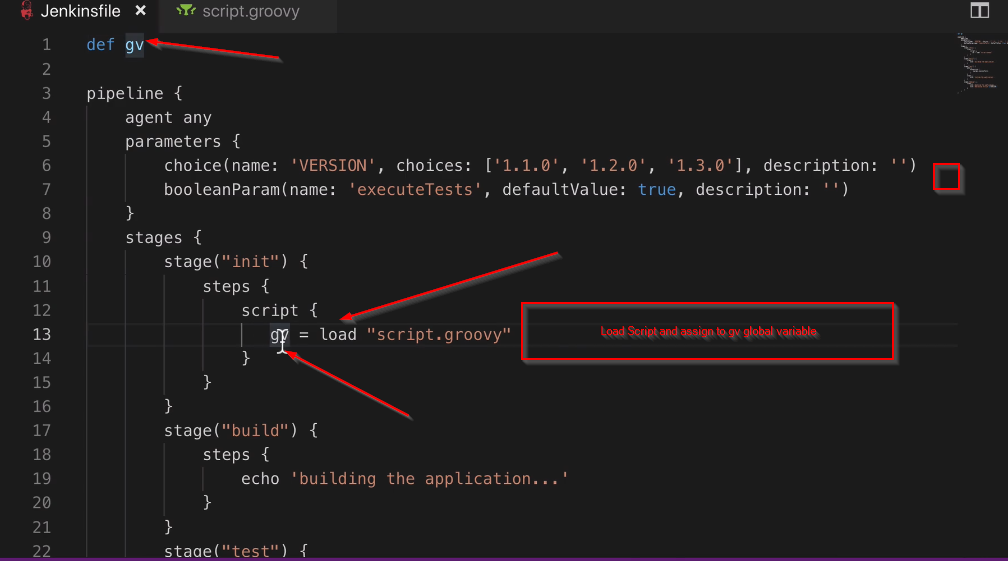 Jenkinsfile × script.groovy
1 def gv
2
3 pipeline {
4 agent any
5 parameters {
6 choice(name: 'VERSION', choices: ['1.1.0', '1.2.0', '1.3.0'], description: '')
7 booleanParam(name: 'executeTests', defaultValue: true, description: '')
8 }
9 stages {
10 stage("init") {
11 steps {
12 script {
13 gv = load "script.groovy" Load Script and assign to gv global variable
14 }
15 }
16 }
17 stage("build") {
18 steps {
19 echo 'building the application...'
20 }
21 }
22 stage("test") {